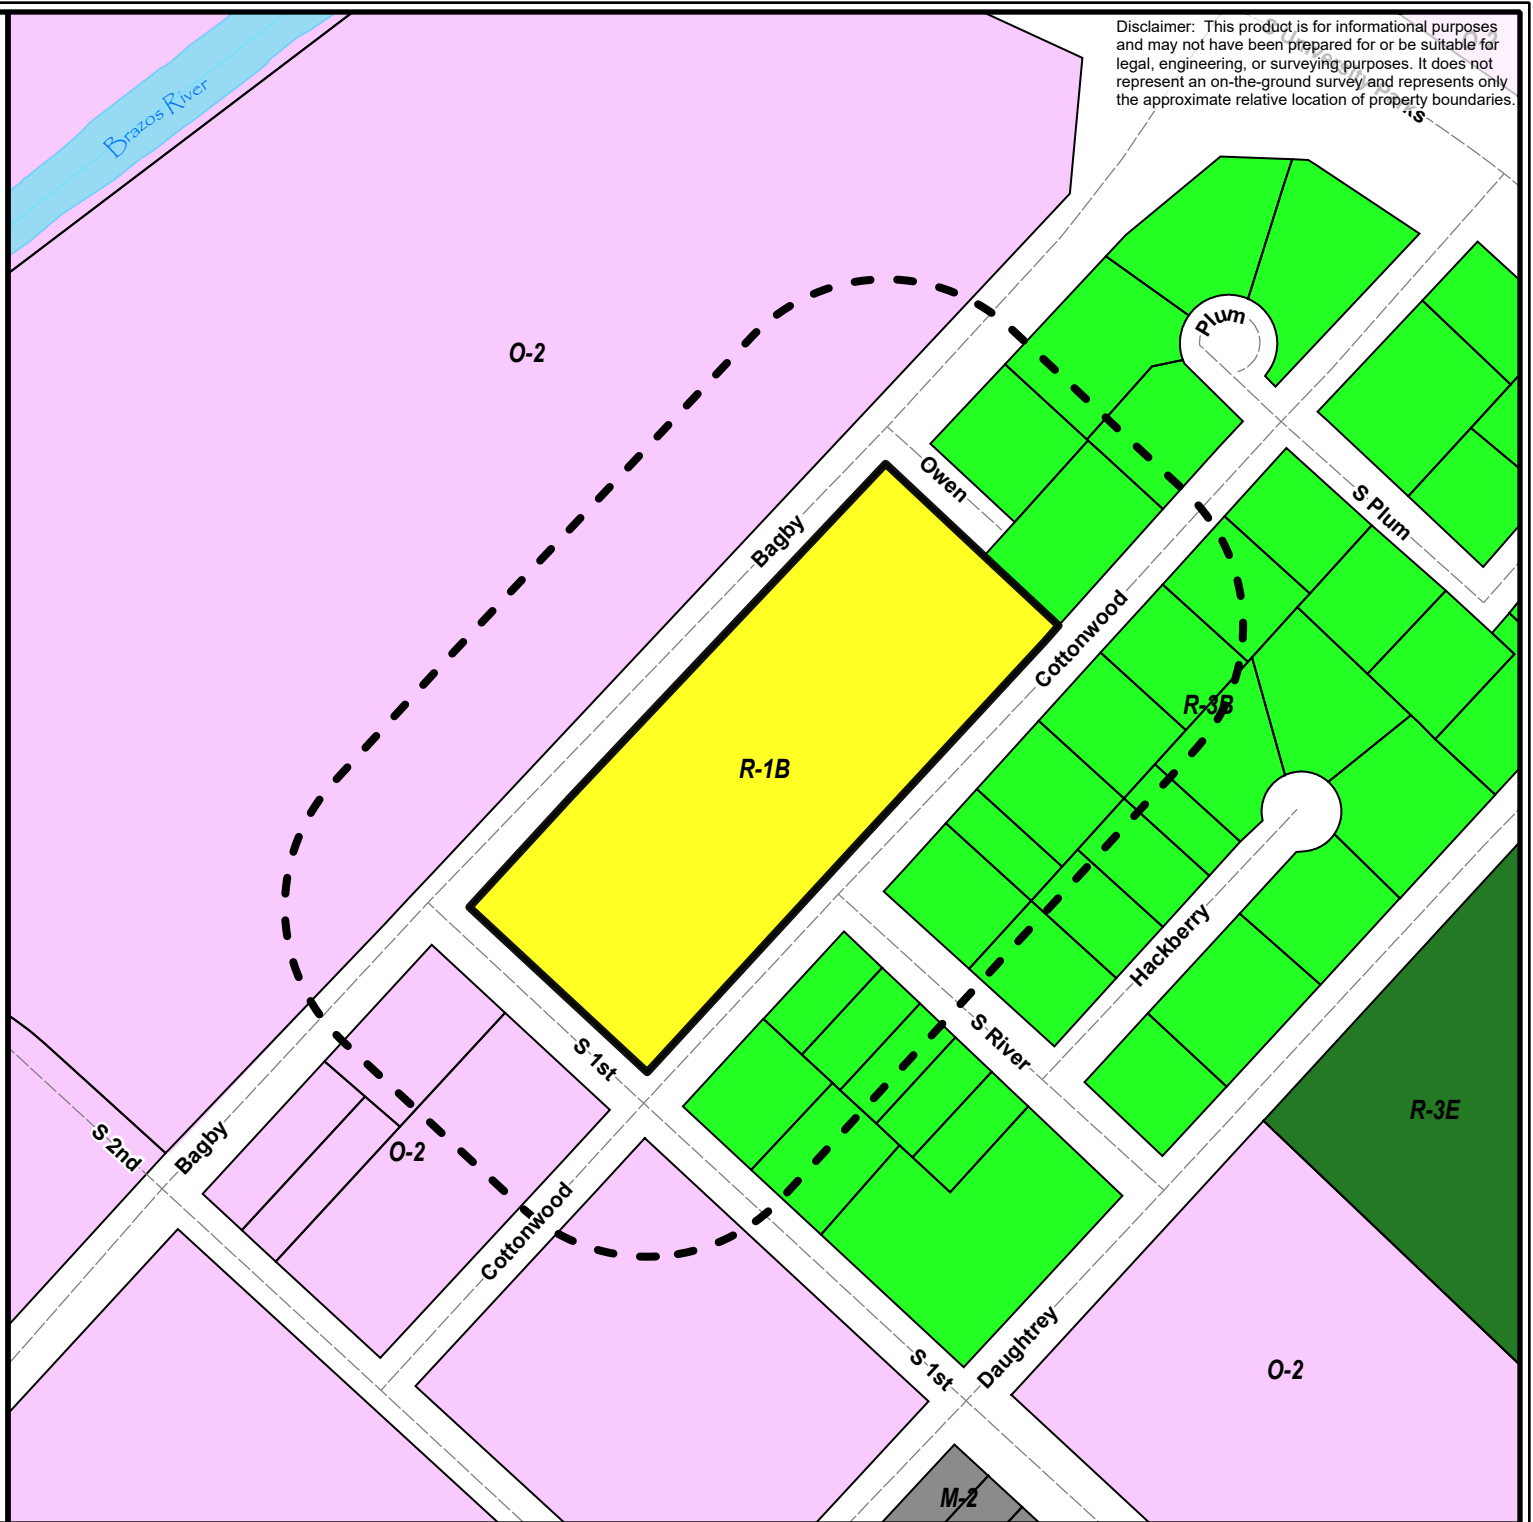 Disclaimer: This product is for informational purposes
and may not have been prepared for or be suitable for
legal, engineering, or surveying purposes. It does not
represent an on-the-ground survey and represents only
the approximate relative location of property boundaries.
S University Parks
O-3
Brazos River
Plum
O-2
Owen
S Plum
Bagby
Cottonwood
R-3B
R-1B
Hackberry
S River
S 1st
R-3E
S 2nd
Bagby
O-2
Cottonwood
Daughtrey
S 1st
O-2
M-2